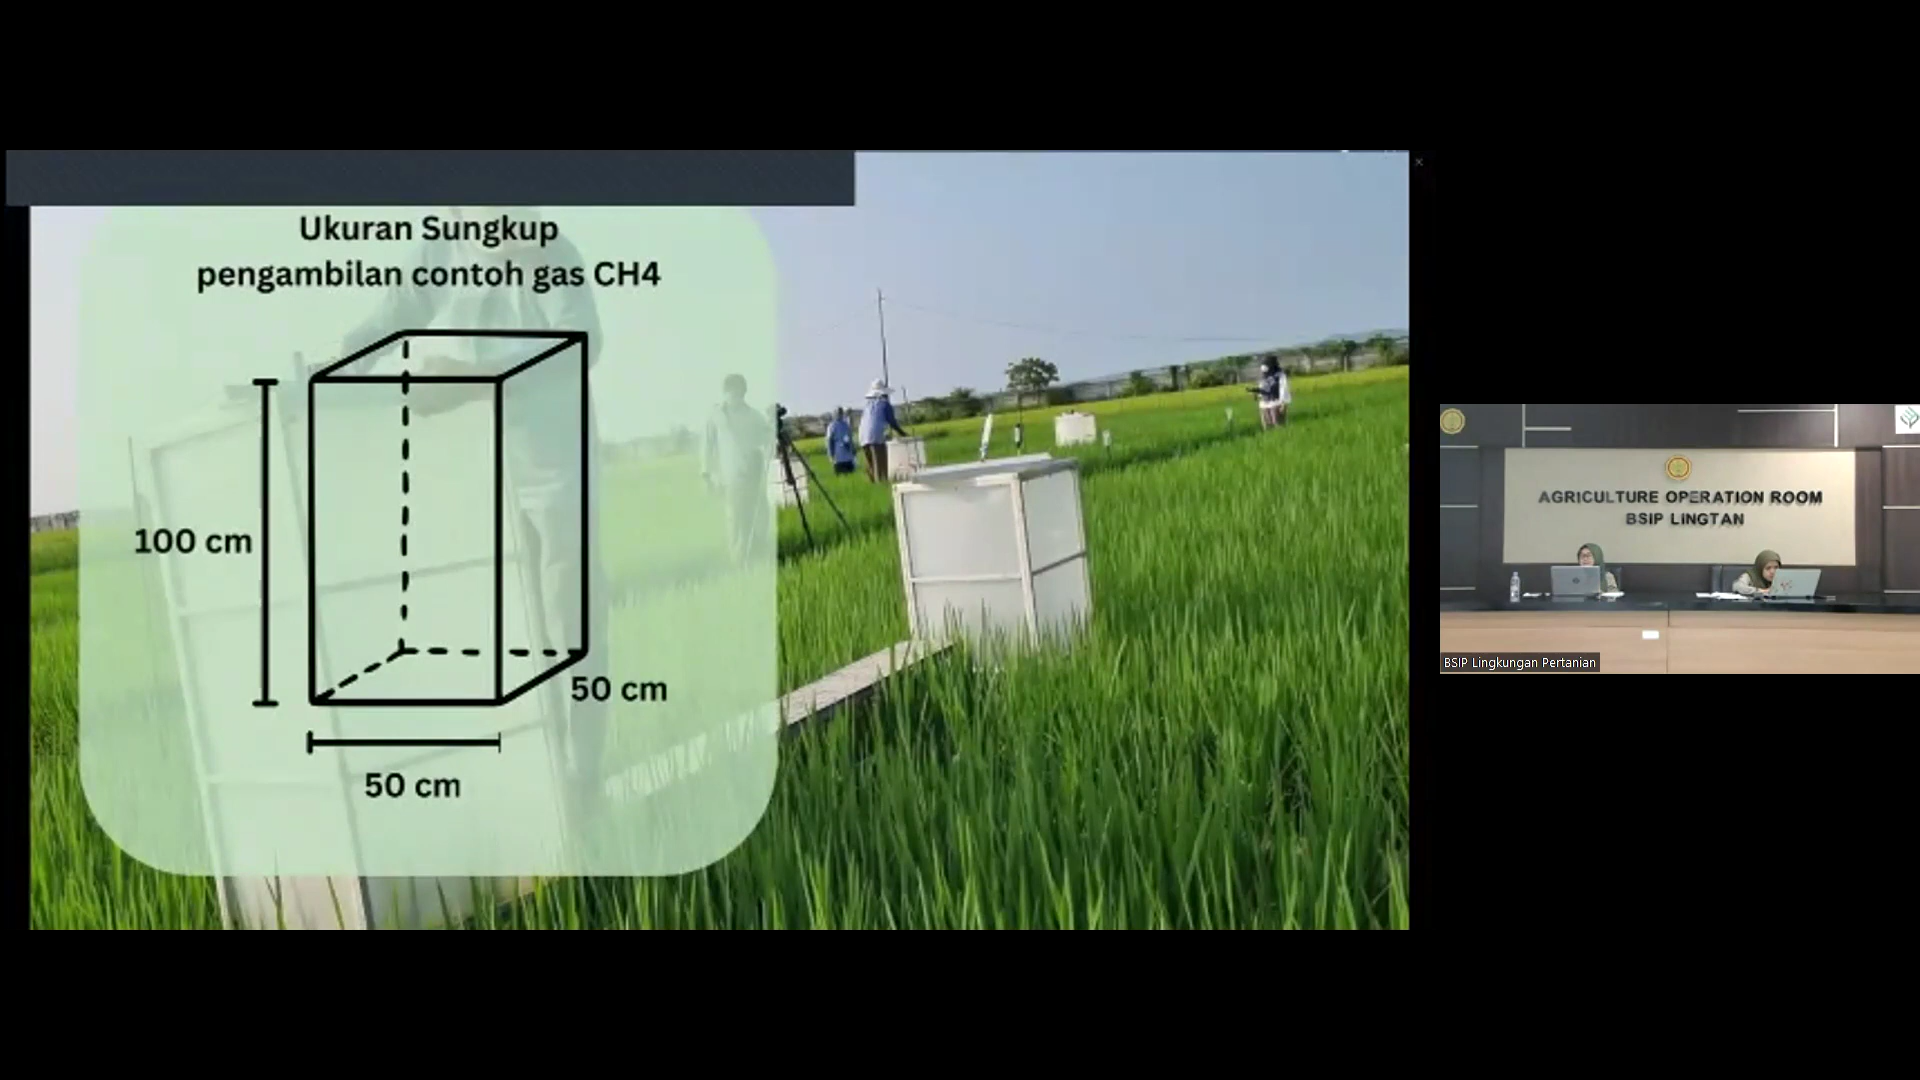 Ukuran Sungkup
pengambilan contoh gas CH4
100 cm
50 cm
50 cm
AGRICULTURE OPERATION ROOM
BSIP LINGTAN
BSIP Lingkungan Pertanian